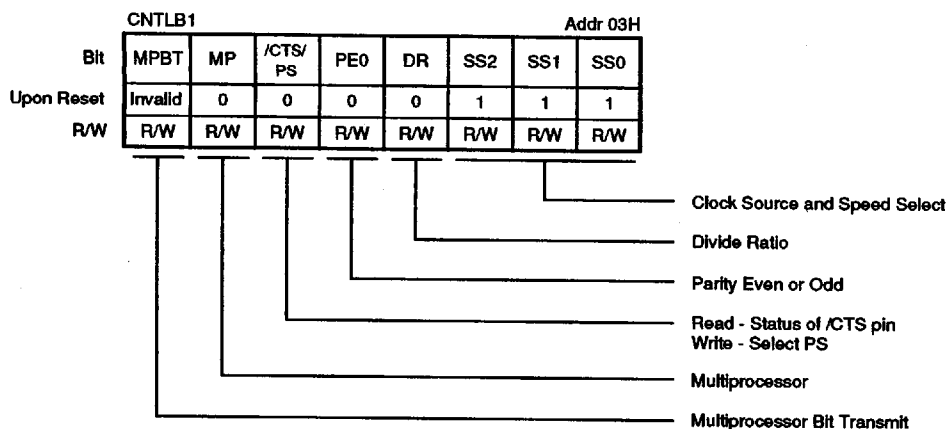 CNTLB1 Addr 03H
Bit MPBT MP /CTS/ PS PE0 DR SS2 SS1 SS0
Upon Reset Invalid 0 0 0 0 1 1 1
R/W R/W R/W R/W R/W R/W R/W R/W R/W
Clock Source and Speed Select
Divide Ratio
Parity Even or Odd
Read - Status of /CTS pin
Write - Select PS
Multiprocessor
Multiprocessor Bit Transmit